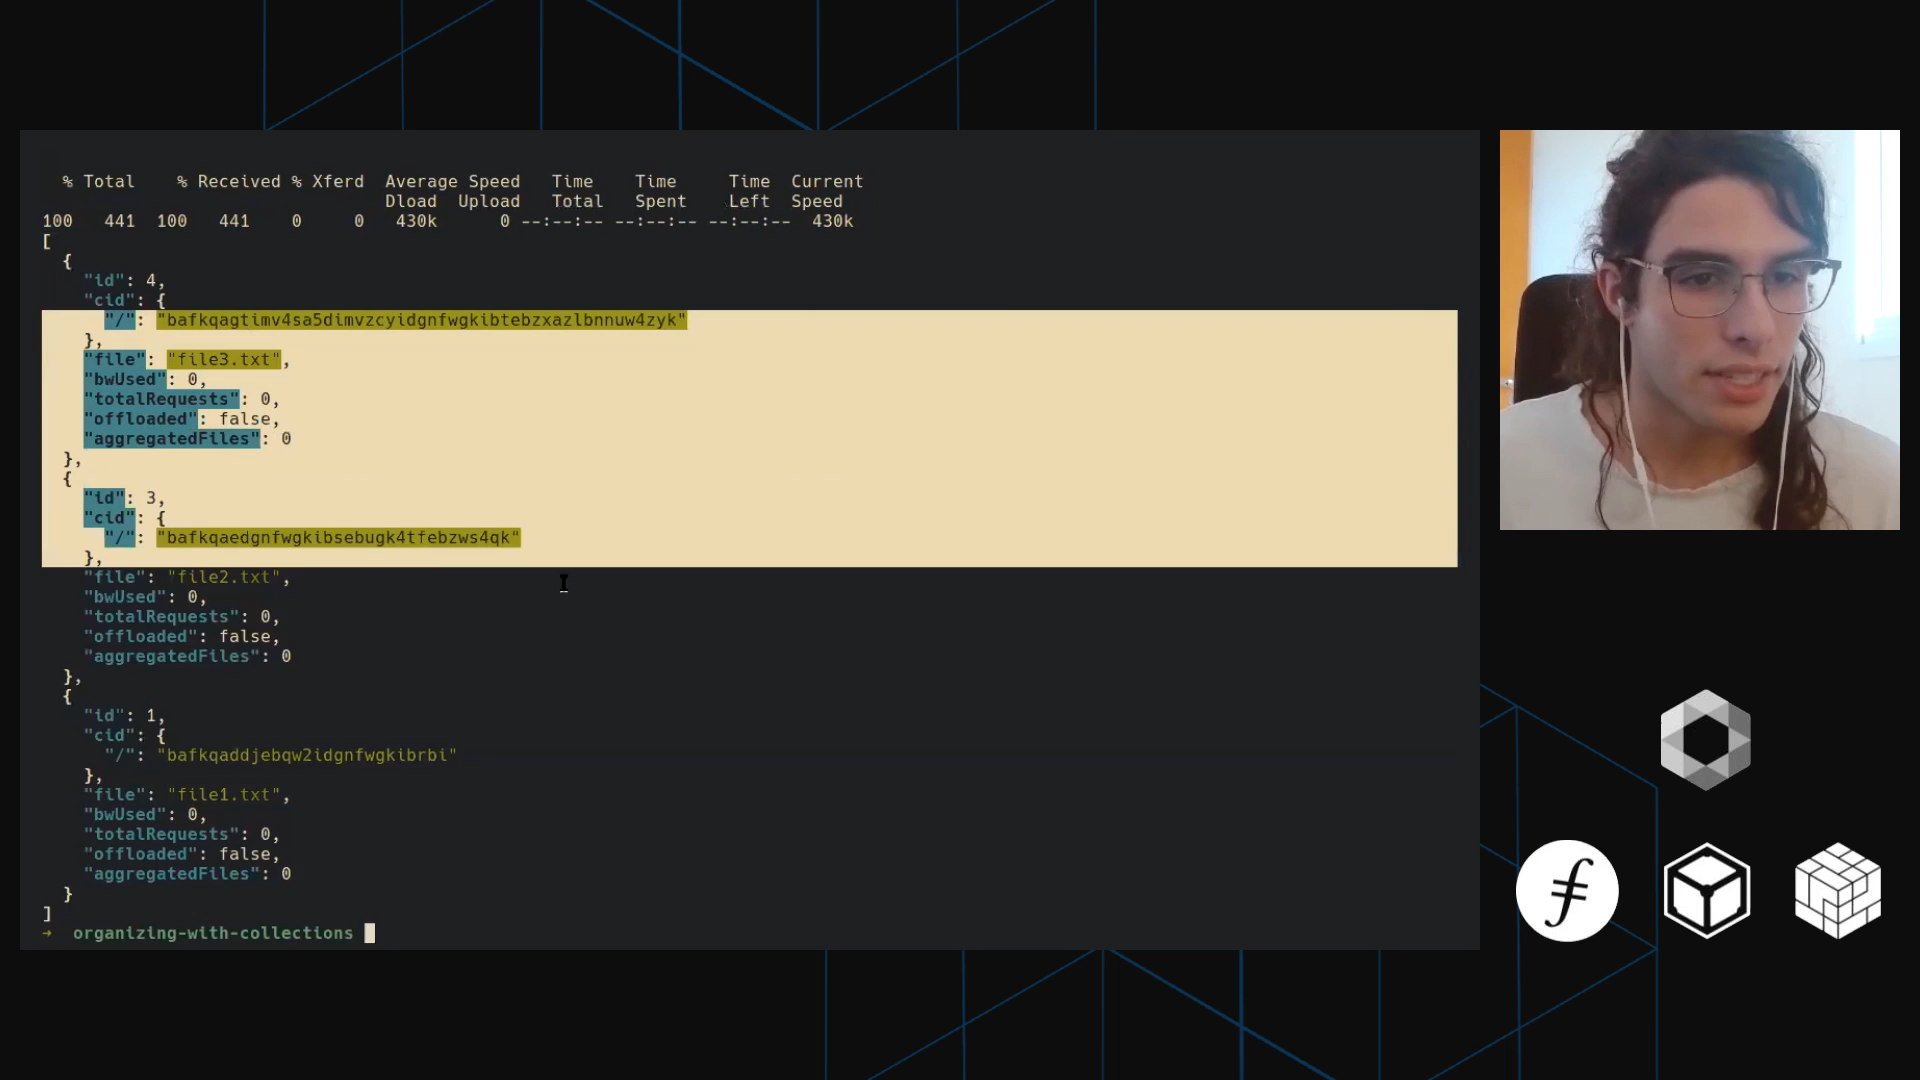 % Total % Received % Xferd Average Speed Time Time Time Current
Dload Upload Total Spent Left Speed
100 441 100 441 0 0 430k 0 --:--:-- --:--:-- --:--:-- 430k
[
{
"id": 4,
"cid": {
"/": "bafkqagtimv4sa5dimvzcyidgnfwgkibtebzxazlbnnuw4zyk"
},
"file": "file3.txt",
"bwUsed": 0,
"totalRequests": 0,
"offloaded": false,
"aggregatedFiles": 0
},
{
"id": 3,
"cid": {
"/": "bafkqaedgnfwgkibsebugk4tfebzws4qk"
},
"file": "file2.txt",
"bwUsed": 0,
"totalRequests": 0,
"offloaded": false,
"aggregatedFiles": 0
},
{
"id": 1,
"cid": {
"/": "bafkqaddjebqw2idgnfwgkibrbi"
},
"file": "file1.txt",
"bwUsed": 0,
"totalRequests": 0,
"offloaded": false,
"aggregatedFiles": 0
}
]
→ organizing-with-collections